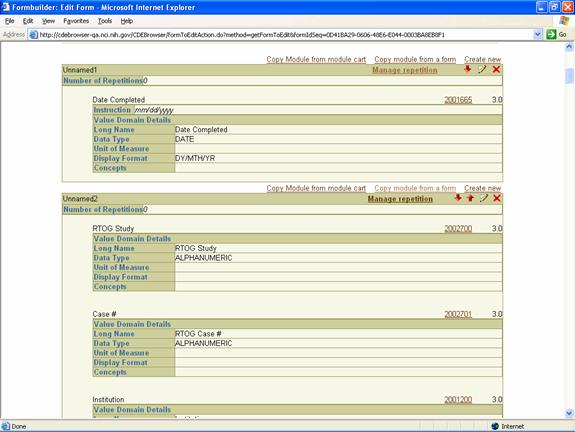 Formbuilder: Edit Form - Microsoft Internet Explorer
File Edit View Favorites Tools Help
Address http://cdebrowser-qa.nci.nih.gov/CDEBrowser/formToEditAction.do?method=getFormToEdit&formIdSeq=0D41BA29-0606-48E6-E044-0003BA8EB8F1 Go
Copy Module from module cart Copy module from a form Create new
Unnamed1 Manage repetition
Number of Repetitions 0
Date Completed 2001665 3.0
Instruction mm/dd/yyyy
Value Domain Details
Long Name Date Completed
Data Type DATE
Unit of Measure
Display Format DY/MTH/YR
Concepts
Copy Module from module cart Copy module from a form Create new
Unnamed2 Manage repetition
Number of Repetitions 0
RTOG Study 2002700 3.0
Value Domain Details
Long Name RTOG Study
Data Type ALPHANUMERIC
Unit of Measure
Display Format
Concepts
Case # 2002701 3.0
Value Domain Details
Long Name RTOG Case #
Data Type ALPHANUMERIC
Unit of Measure
Display Format
Concepts
Institution 2001200 3.0
Value Domain Details
Done Internet